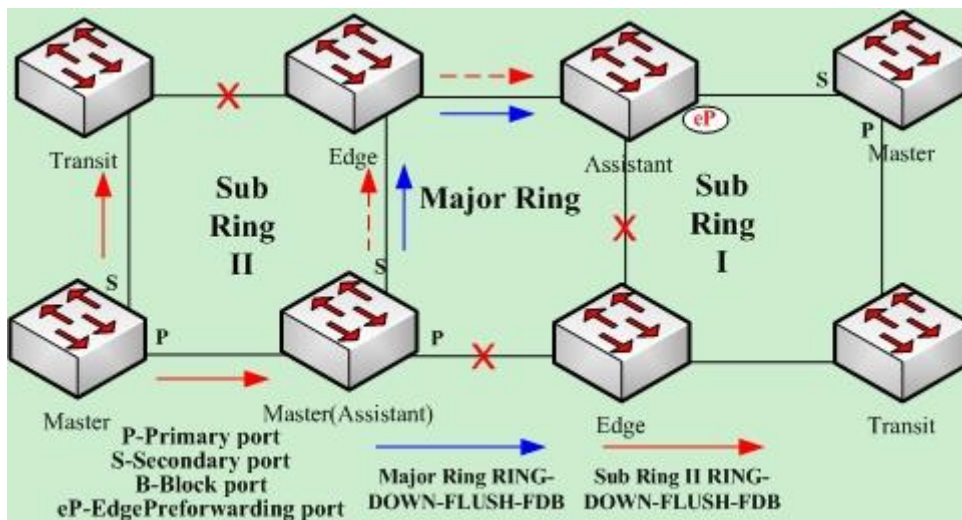 eP
S
P
Transit
Edge
Assistant
Master
Sub
Ring
II
Major Ring
Sub
Ring
I
S
S
P
P
Master
Master(Assistant)
Edge
Transit
P-Primary port
S-Secondary port
B-Block port
eP-EdgePreforwarding port
Major Ring RING-
DOWN-FLUSH-FDB
Sub Ring II RING-
DOWN-FLUSH-FDB